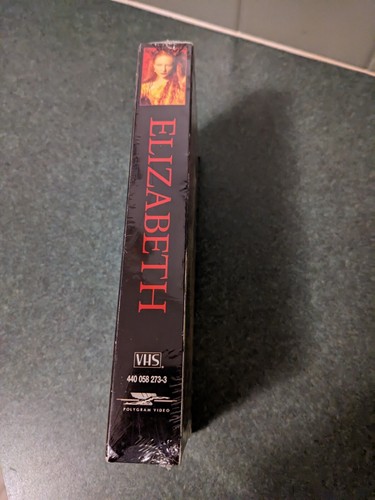 ELIZABETH
VHS
440 058 273-3
POLYGRAM VIDEO